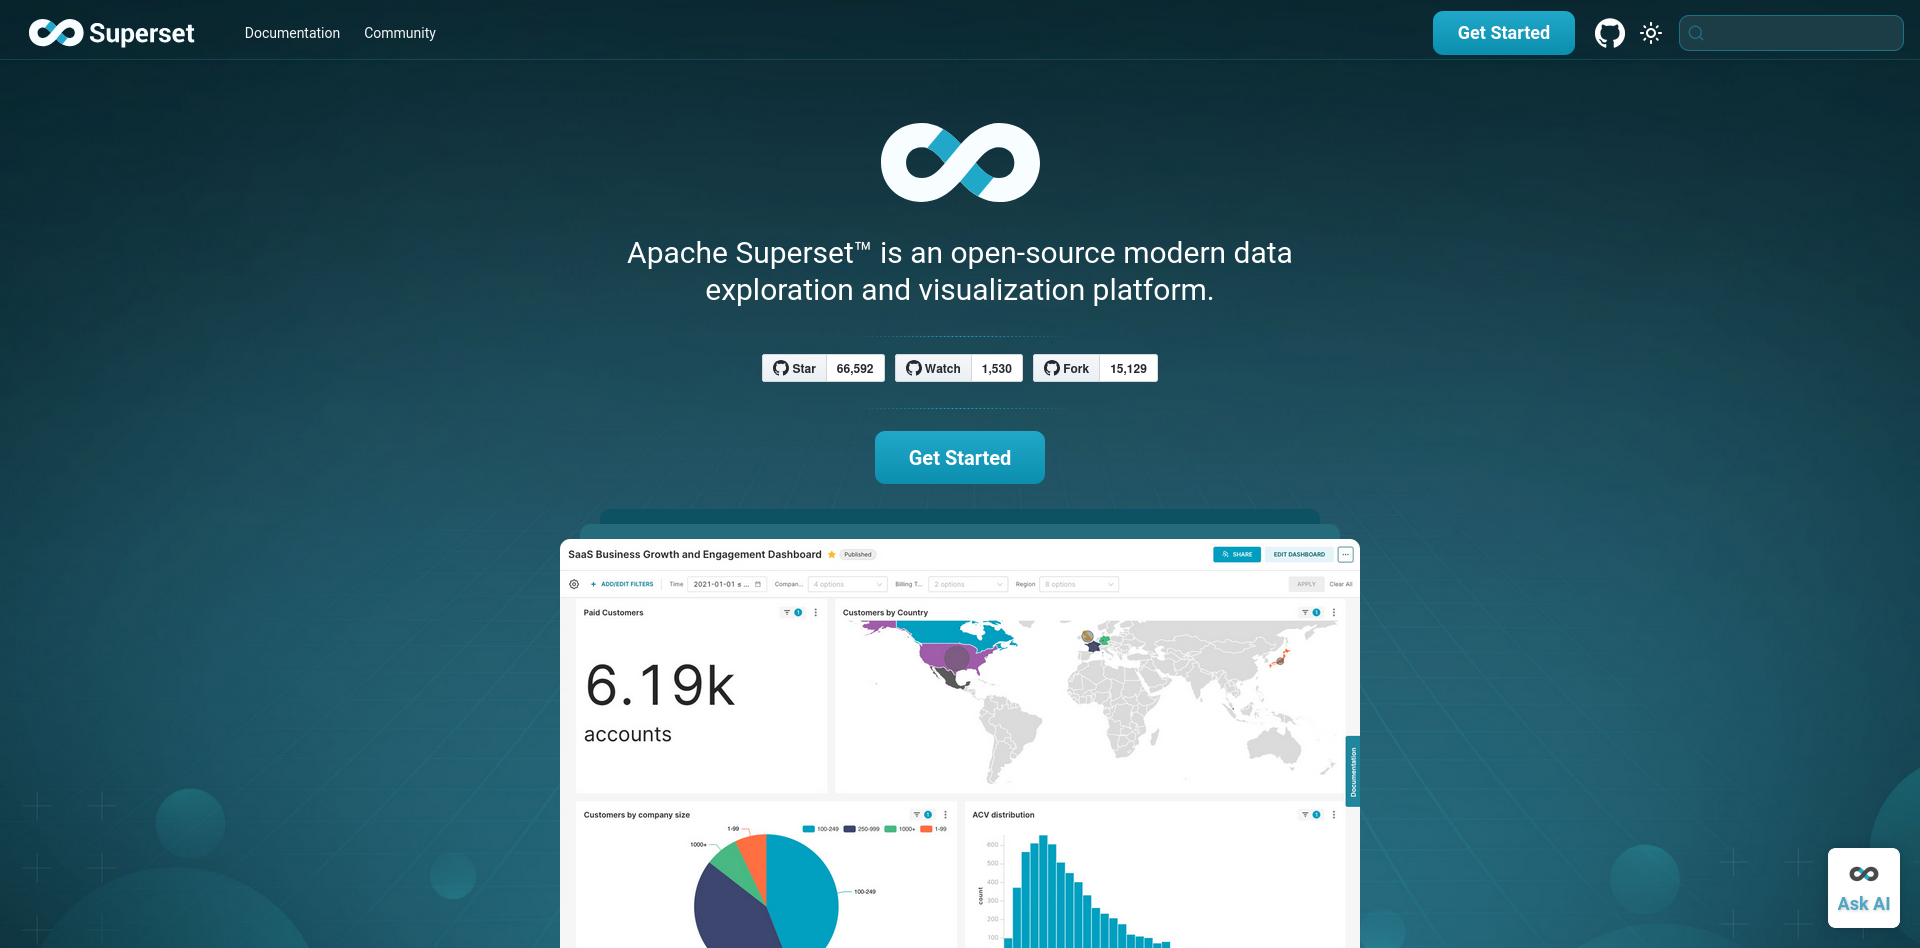 Superset
Documentation
Community
Get Started
Apache Superset™ is an open-source modern data
exploration and visualization platform.
Star 66,592
Watch 1,530
Fork 15,129
Get Started
SaaS Business Growth and Engagement Dashboard
Published
SHARE
EDIT DASHBOARD
+ ADD/EDIT FILTERS
Time
2021-01-01 ≤ ...
Compan...
4 options
Billing T...
2 options
Region
8 options
APPLY
Clear All
Paid Customers
1
6.19k
accounts
Customers by Country
1
Documentation
Customers by company size
1
100-249
250-999
1000+
1-99
1-99
1000+
100-249
ACV distribution
1
600
500
400
300
200
100
count
Ask AI